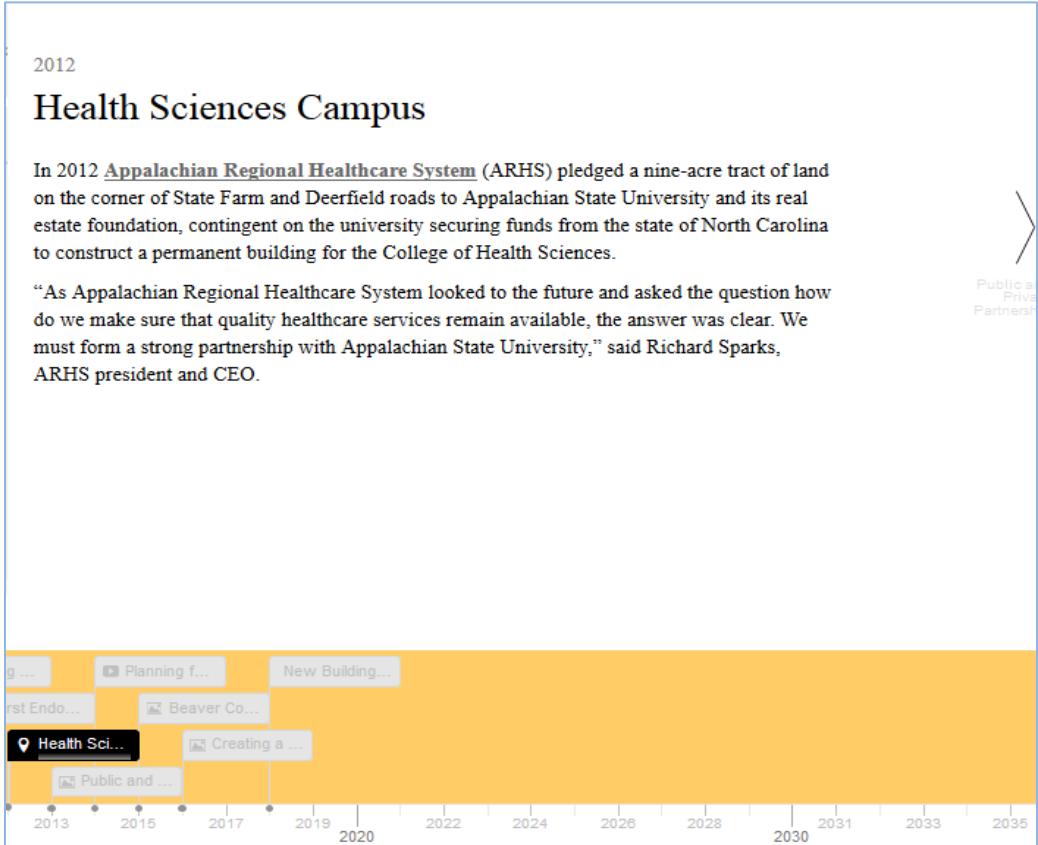 2012
Health Sciences Campus
In 2012 Appalachian Regional Healthcare System (ARHS) pledged a nine-acre tract of land
on the corner of State Farm and Deerfield roads to Appalachian State University and its real
estate foundation, contingent on the university securing funds from the state of North Carolina
to construct a permanent building for the College of Health Sciences.
“As Appalachian Regional Healthcare System looked to the future and asked the question how
do we make sure that quality healthcare services remain available, the answer was clear. We
must form a strong partnership with Appalachian State University,” said Richard Sparks,
ARHS president and CEO.
Public a
Priva
Partnersh
g ...
Planning f...
New Building...
rst Endo...
Beaver Co...
Health Sci...
Creating a ...
Public and ...
2013 2015 2017 2019 2020 2022 2024 2026 2028 2030 2031 2033 2035